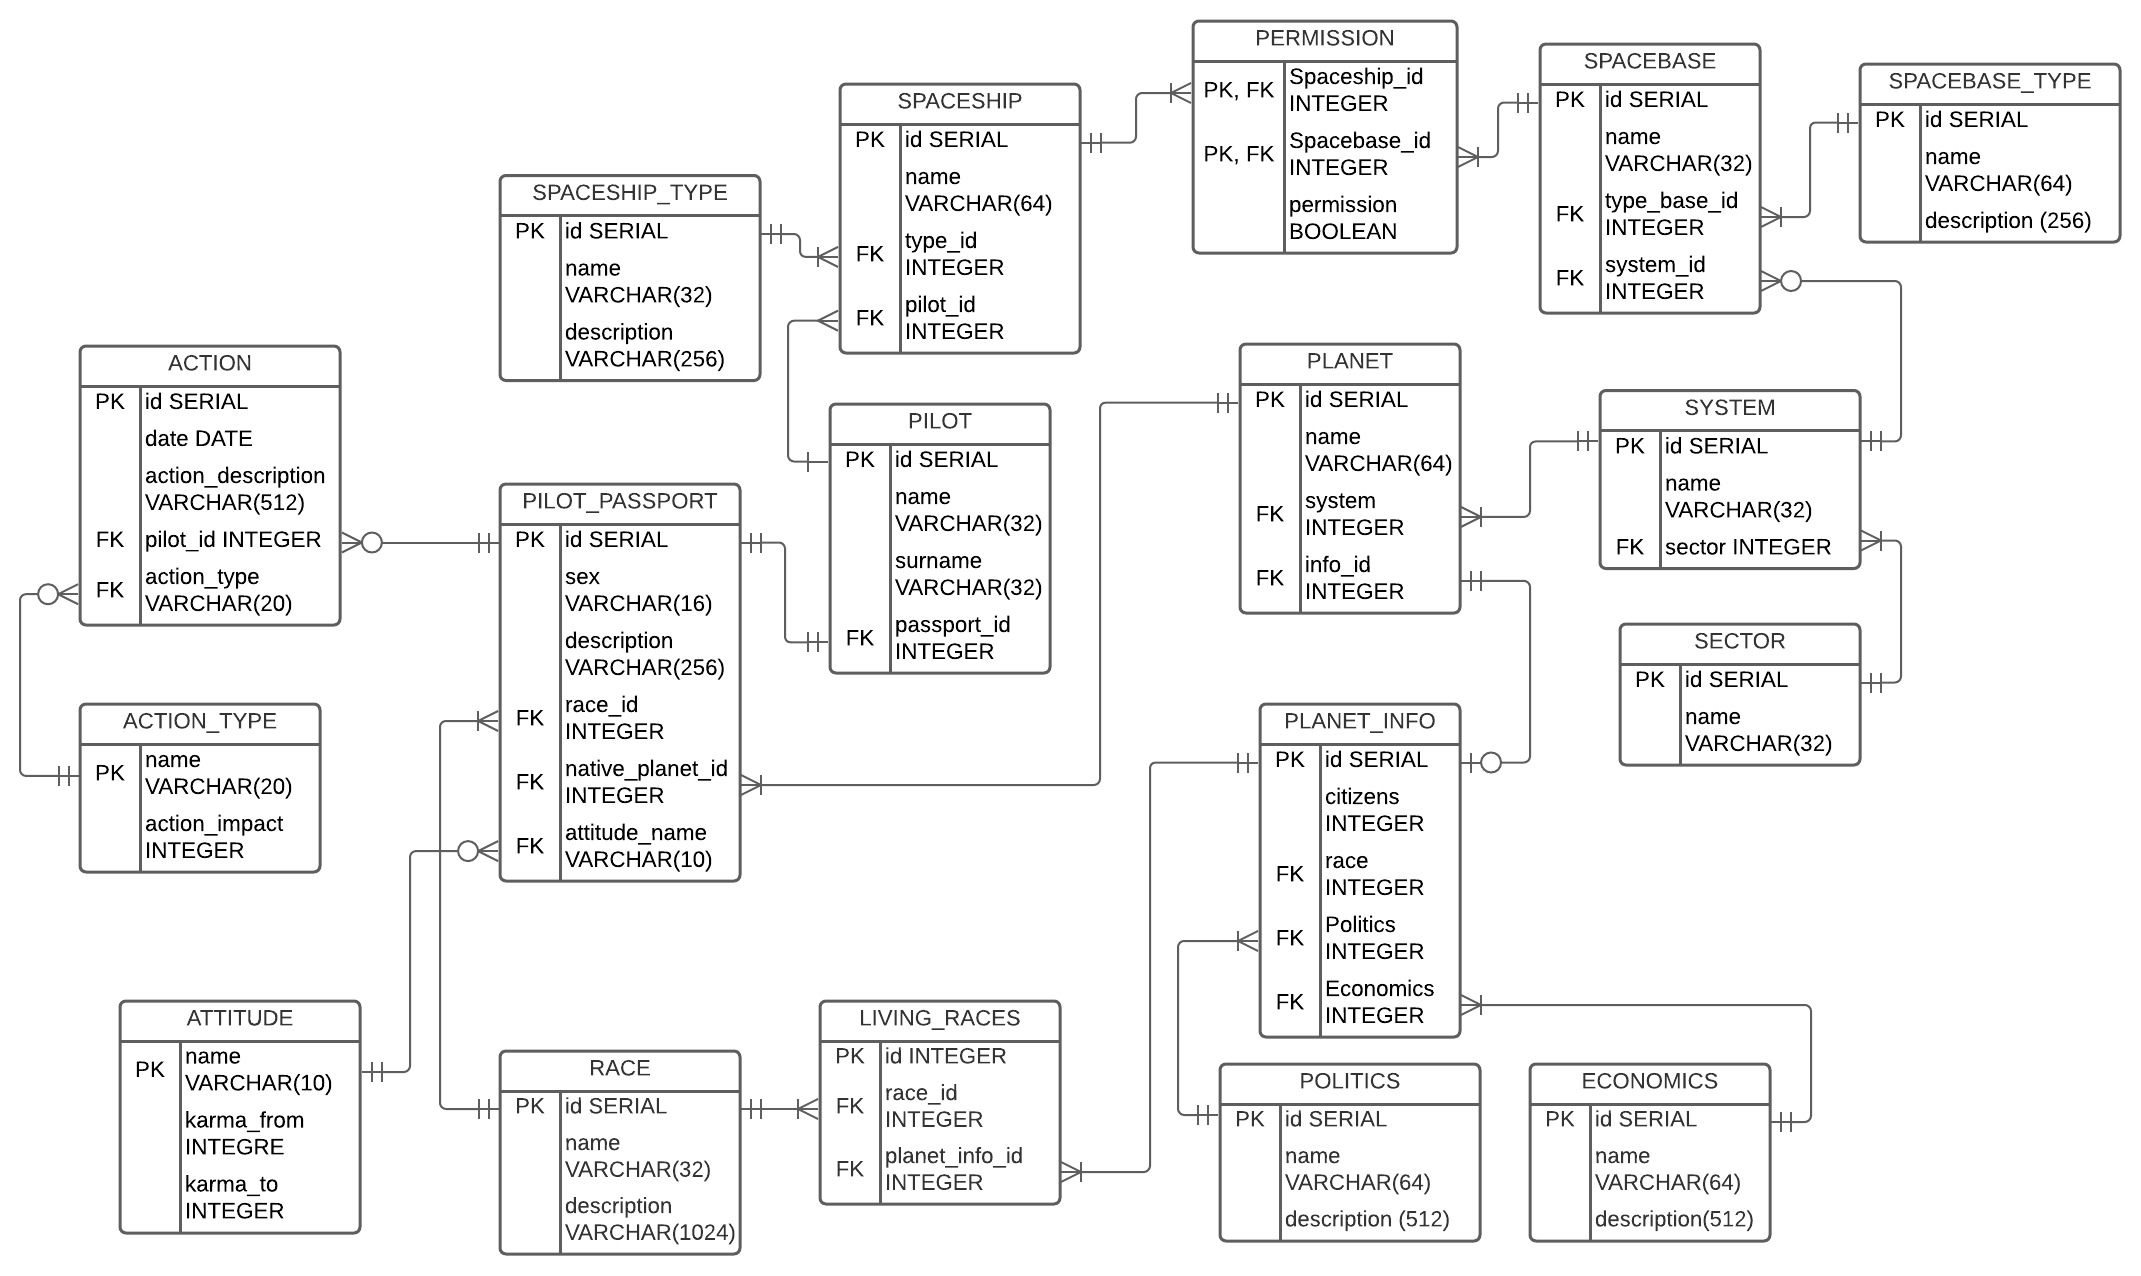 PERMISSION
PK, FK
Spaceship_id
INTEGER
PK, FK
Spacebase_id
INTEGER
permission
BOOLEAN
SPACEBASE
PK
id SERIAL
name
VARCHAR(32)
FK
type_base_id
INTEGER
FK
system_id
INTEGER
SPACEBASE_TYPE
PK
id SERIAL
name
VARCHAR(64)
description (256)
SPACESHIP
PK
id SERIAL
name
VARCHAR(64)
FK
type_id
INTEGER
FK
pilot_id
INTEGER
SPACESHIP_TYPE
PK
id SERIAL
name
VARCHAR(32)
description
VARCHAR(256)
ACTION
PK
id SERIAL
date DATE
action_description
VARCHAR(512)
FK
pilot_id INTEGER
FK
action_type
VARCHAR(20)
PILOT_PASSPORT
PK
id SERIAL
sex
VARCHAR(16)
description
VARCHAR(256)
FK
race_id
INTEGER
FK
native_planet_id
INTEGER
FK
attitude_name
VARCHAR(10)
PILOT
PK
id SERIAL
name
VARCHAR(32)
surname
VARCHAR(32)
FK
passport_id
INTEGER
PLANET
PK
id SERIAL
name
VARCHAR(64)
FK
system
INTEGER
FK
info_id
INTEGER
SYSTEM
PK
id SERIAL
name
VARCHAR(32)
FK
sector INTEGER
SECTOR
PK
id SERIAL
name
VARCHAR(32)
ACTION_TYPE
PK
name
VARCHAR(20)
action_impact
INTEGER
PLANET_INFO
PK
id SERIAL
citizens
INTEGER
FK
race
INTEGER
FK
Politics
INTEGER
FK
Economics
INTEGER
ATTITUDE
PK
name
VARCHAR(10)
karma_from
INTEGRE
karma_to
INTEGER
RACE
PK
id SERIAL
name
VARCHAR(32)
description
VARCHAR(1024)
LIVING_RACES
PK
id INTEGER
FK
race_id
INTEGER
FK
planet_info_id
INTEGER
POLITICS
PK
id SERIAL
name
VARCHAR(64)
description (512)
ECONOMICS
PK
id SERIAL
name
VARCHAR(64)
description(512)